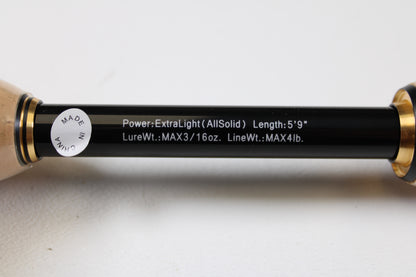 MADE IN
CHINA
Power:ExtraLight(AllSolid) Length:5'9"
LureWt.:MAX3/16oz. LineWt.:MAX4lb.